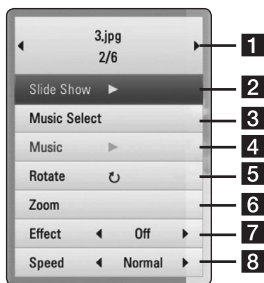 3.jpg
1
2/6
Slide Show
2
Music Select
3
Music
4
Rotate
5
Zoom
6
Effect Off
7
Speed Normal
8